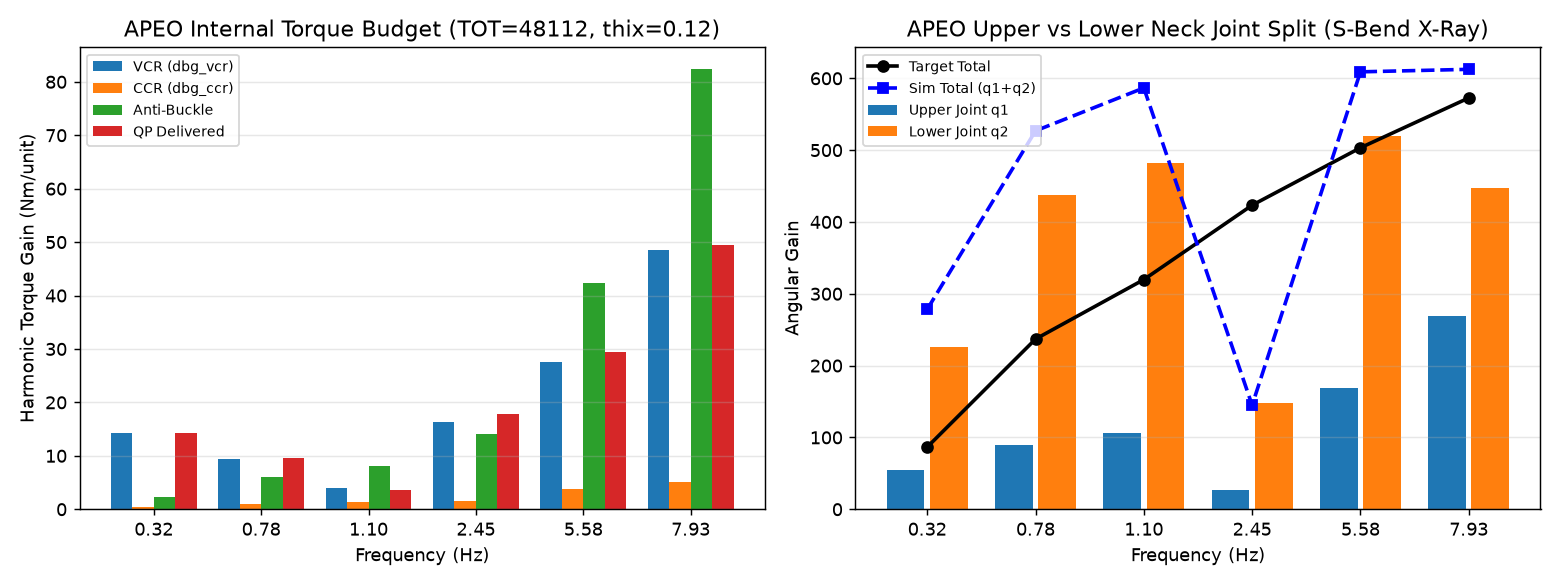 APEO Internal Torque Budget (TOT=48112, thix=0.12)
VCR (dbg_vcr)
CCR (dbg_ccr)
Anti-Buckle
QP Delivered
Harmonic Torque Gain (Nm/unit)
80
70
60
50
40
30
20
10
0
0.32 0.78 1.10 2.45 5.58 7.93
Frequency (Hz)
APEO Upper vs Lower Neck Joint Split (S-Bend X-Ray)
Target Total
Sim Total (q1+q2)
Upper Joint q1
Lower Joint q2
Angular Gain
600
500
400
300
200
100
0
0.32 0.78 1.10 2.45 5.58 7.93
Frequency (Hz)